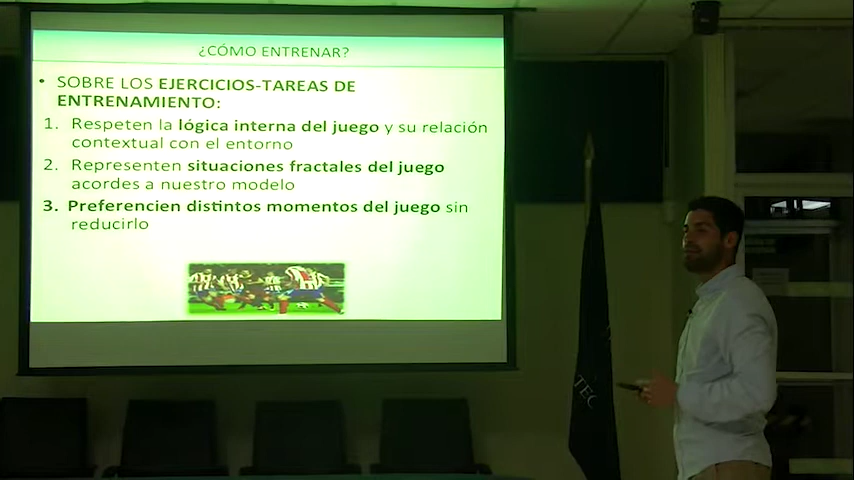 ¿CÓMO ENTRENAR?
• SOBRE LOS EJERCICIOS-TAREAS DE
ENTRENAMIENTO:
1. Respeten la lógica interna del juego y su relación
contextual con el entorno
2. Representen situaciones fractales del juego
acordes a nuestro modelo
3. Preferencien distintos momentos del juego sin
reducirlo
TEC